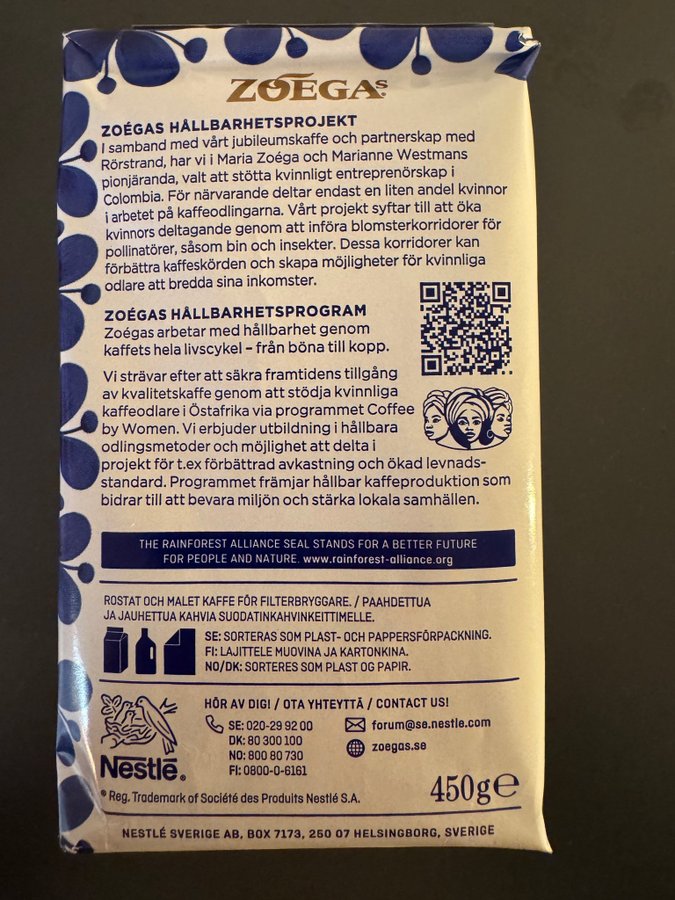 ZOÉGAs®
ZOÉGAS HÅLLBARHETSPROJEKT
I samband med vårt jubileumskaffe och partnerskap med
Rörstrand, har vi i Maria Zoéga och Marianne Westmans
pionjäranda, valt att stötta kvinnligt entreprenörskap i
Colombia. För närvarande deltar endast en liten andel kvinnor
i arbetet på kaffeodlingarna. Vårt projekt syftar till att öka
kvinnors deltagande genom att införa blomsterkorridorer för
pollinatörer, såsom bin och insekter. Dessa korridorer kan
förbättra kaffeskörden och skapa möjligheter för kvinnliga
odlare att bredda sina inkomster.
ZOÉGAS HÅLLBARHETSPROGRAM
Zoégas arbetar med hållbarhet genom
kaffets hela livscykel – från böna till kopp.
Vi strävar efter att säkra framtidens tillgång
av kvalitetskaffe genom att stödja kvinnliga
kaffeodlare i Östafrika via programmet Coffee
by Women. Vi erbjuder utbildning i hållbara
odlingsmetoder och möjlighet att delta i
projekt för t.ex förbättrad avkastning och ökad levnads-
standard. Programmet främjar hållbar kaffeproduktion som
bidrar till att bevara miljön och stärka lokala samhällen.
THE RAINFOREST ALLIANCE SEAL STANDS FOR A BETTER FUTURE
FOR PEOPLE AND NATURE. www.rainforest-alliance.org
ROSTAT OCH MALET KAFFE FÖR FILTERBRYGGARE. / PAAHDETTUA
JA JAUHETTUA KAHVIA SUODATINKAHVINKEITTIMELLE.
SE: SORTERAS SOM PLAST- OCH PAPPERSFÖRPACKNING.
FI: LAJITTELE MUOVINA JA KARTONKINA.
NO/DK: SORTERES SOM PLAST OG PAPIR.
HÖR AV DIG! / OTA YHTEYTTÄ / CONTACT US!
SE: 020-29 92 00
DK: 80 300 100
NO: 800 80 730
FI: 0800-0-6161
forum@se.nestle.com
zoegas.se
Nestlé®
® Reg. Trademark of Société des Produits Nestlé S.A.
450g℮
NESTLÉ SVERIGE AB, BOX 7173, 250 07 HELSINGBORG, SVERIGE